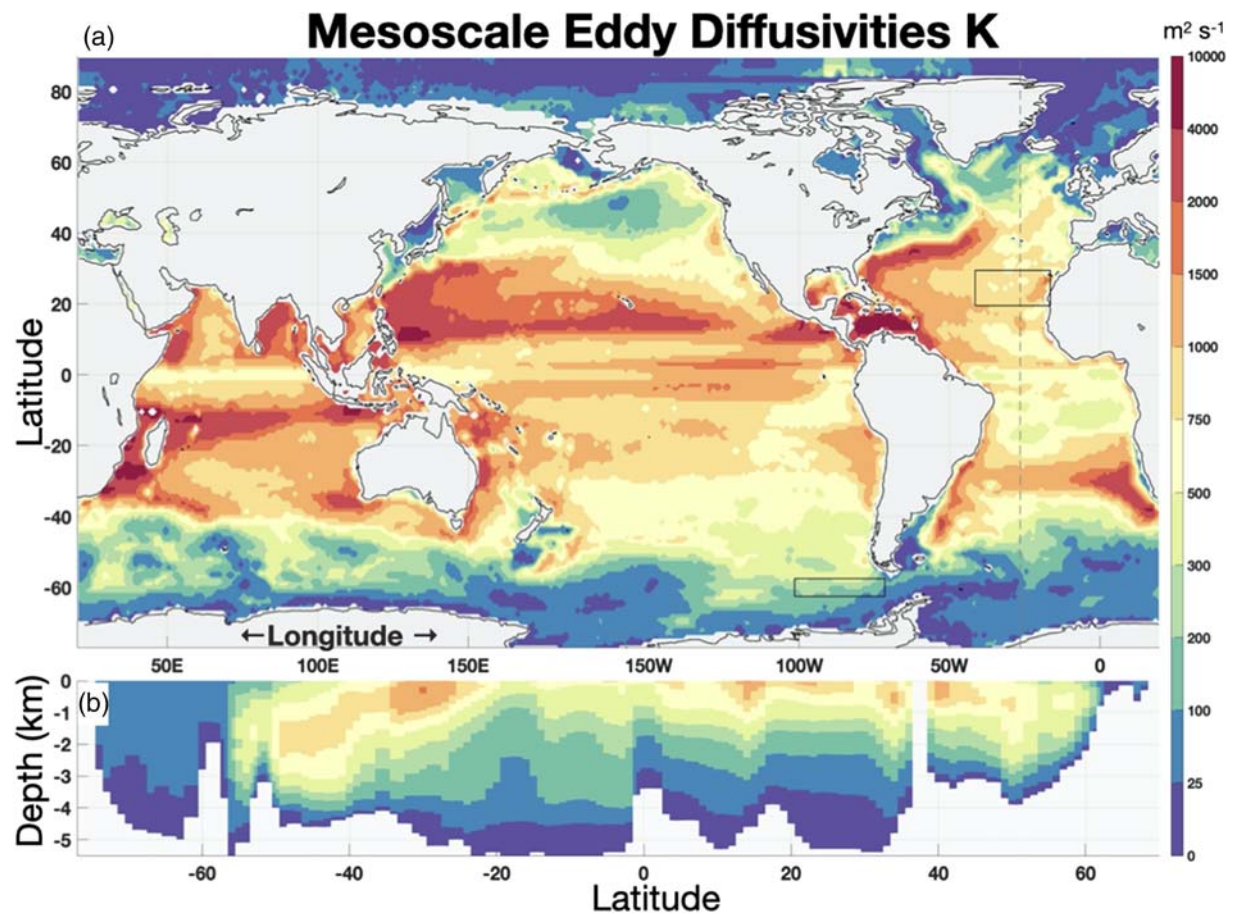 (a) Mesoscale Eddy Diffusivities K
m² s⁻¹
10000
4000
2000
1500
1000
750
500
300
200
100
25
0
Latitude
80
60
40
20
0
-20
-40
-60
←Longitude→
50E 100E 150E 150W 100W 50W 0
(b)
Depth (km)
0
-1
-2
-3
-4
-5
-60 -40 -20 0 20 40 60
Latitude